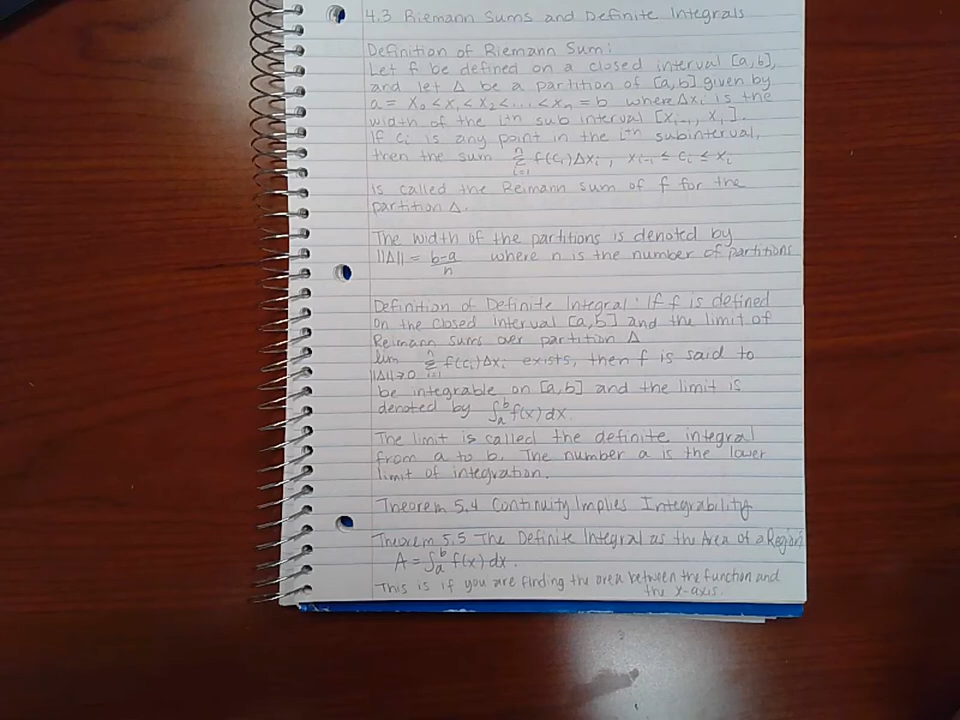 4.3 Riemann Sums and Definite Integrals
Definition of Riemann Sum:
Let f be defined on a closed interval [a,b],
and let Δ be a partition of [a,b] given by
a = x₀ < x₁ < x₂ < ... < xₙ = b where Δxᵢ is the
width of the ith sub interval [xᵢ₋₁, xᵢ].
If cᵢ is any point in the ith subinterval,
then the sum ∑ⁿᵢ₌₁ f(cᵢ)Δxᵢ, xᵢ₋₁ ≤ cᵢ ≤ xᵢ
is called the Reimann sum of f for the
partition Δ.
The width of the partitions is denoted by
||Δ|| = b-a/n where n is the number of partitions
Definition of Definite Integral: If f is defined
on the closed interval [a,b] and the limit of
Reimann sums over partition Δ
lim ||Δ||→0 ∑ⁿᵢ₌₁ f(cᵢ)Δxᵢ exists, then f is said to
be integrable on [a,b] and the limit is
denoted by ∫ₐᵇ f(x)dx.
The limit is called the definite integral
from a to b. The number a is the lower
limit of integration.
Theorem 5.4 Continuity Implies Integrability
Theorem 5.5 The Definite Integral as the Area of a Region
A = ∫ₐᵇ f(x)dx.
This is if you are finding the area between the function and
the x-axis.